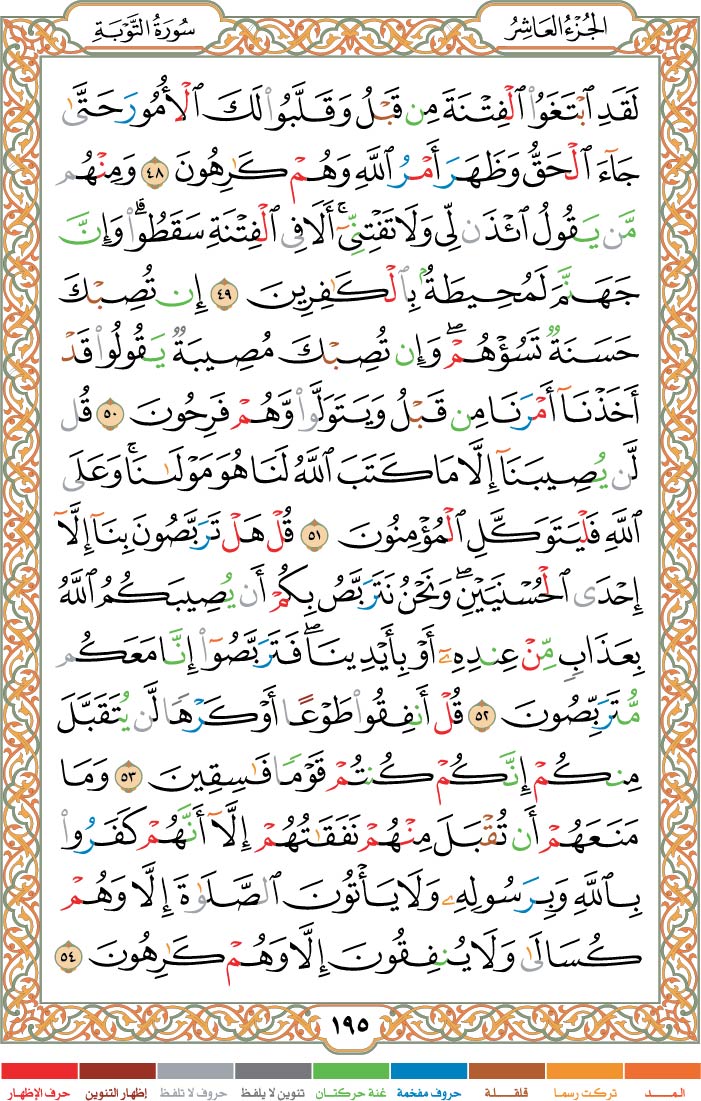 الجُزْءُ العَاشِرُ
سُورَةُ التَّوْبَةِ
لَقَدِ ٱبْتَغَوُا۟ ٱلْفِتْنَةَ مِن قَبْلُ وَقَلَّبُوا۟ لَكَ ٱلْأُمُورَ حَتَّىٰ
جَآءَ ٱلْحَقُّ وَظَهَرَ أَمْرُ ٱللَّهِ وَهُمْ كَـٰرِهُونَ ٤٨ وَمِنْهُم
مَّن يَقُولُ ٱئْذَن لِّى وَلَا تَفْتِنِّىٓ ۚ أَلَا فِى ٱلْفِتْنَةِ سَقَطُوا۟ ۗ وَإِنَّ
جَهَنَّمَ لَمُحِيطَةٌۢ بِٱلْكَـٰفِرِينَ ٤٩ إِن تُصِبْكَ
حَسَنَةٌ تَسُؤْهُمْ ۖ وَإِن تُصِبْكَ مُصِيبَةٌ يَقُولُوا۟ قَدْ
أَخَذْنَآ أَمْرَنَا مِن قَبْلُ وَيَتَوَلَّوا۟ وَّهُمْ فَرِحُونَ ٥٠ قُل
لَّن يُصِيبَنَآ إِلَّا مَا كَتَبَ ٱللَّهُ لَنَا هُوَ مَوْلَىٰنَا ۚ وَعَلَى
ٱللَّهِ فَلْيَتَوَكَّلِ ٱلْمُؤْمِنُونَ ٥١ قُلْ هَلْ تَرَبَّصُونَ بِنَآ إِلَّآ
إِحْدَى ٱلْحُسْنَيَيْنِ ۖ وَنَحْنُ نَتَرَبَّصُ بِكُمْ أَن يُصِيبَكُمُ ٱللَّهُ
بِعَذَابٍ مِّنْ عِندِهِۦٓ أَوْ بِأَيْدِينَا ۖ فَتَرَبَّصُوٓا۟ إِنَّا مَعَكُم
مُّتَرَبِّصُونَ ٥٢ قُلْ أَنفِقُوا۟ طَوْعًا أَوْ كَرْهًا لَّن يُتَقَبَّلَ
مِنكُمْ ۖ إِنَّكُمْ كُنتُمْ قَوْمًا فَـٰسِقِينَ ٥٣ وَمَا
مَنَعَهُمْ أَن تُقْبَلَ مِنْهُمْ نَفَقَـٰتُهُمْ إِلَّآ أَنَّهُمْ كَفَرُوا۟
بِٱللَّهِ وَبِرَسُولِهِۦ وَلَا يَأْتُونَ ٱلصَّلَوٰةَ إِلَّا وَهُمْ
كُسَالَىٰ وَلَا يُنفِقُونَ إِلَّا وَهُمْ كَـٰرِهُونَ ٥٤
١٩٥
المـــد تركت رسما قلقـلة حروف مفخمة غنة حركتان تنوين لا يلفظ حروف لا تلفظ إظهار التنوين حرف الإظهار